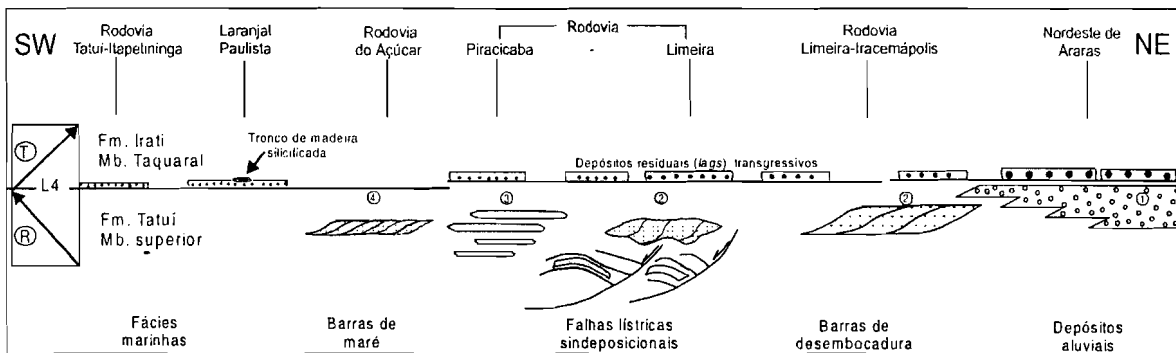 SW
Rodovia
Tatuí-Itapetininga
Laranjal
Paulista
Rodovia
do Açúcar
Rodovia
Piracicaba
Limeira
Rodovia
Limeira-Iracemápolis
Nordeste de
Araras
NE
T
L4
R
Fm. Irati
Mb. Taquaral
Tronco de madeira
silicificada
Depósitos residuais (lags) transgressivos
Fm. Tatuí
Mb. superior
4
3
2
2
1
Fácies
marinhas
Barras de
maré
Falhas lístricas
sindeposicionais
Barras de
desembocadura
Depósitos
aluviais